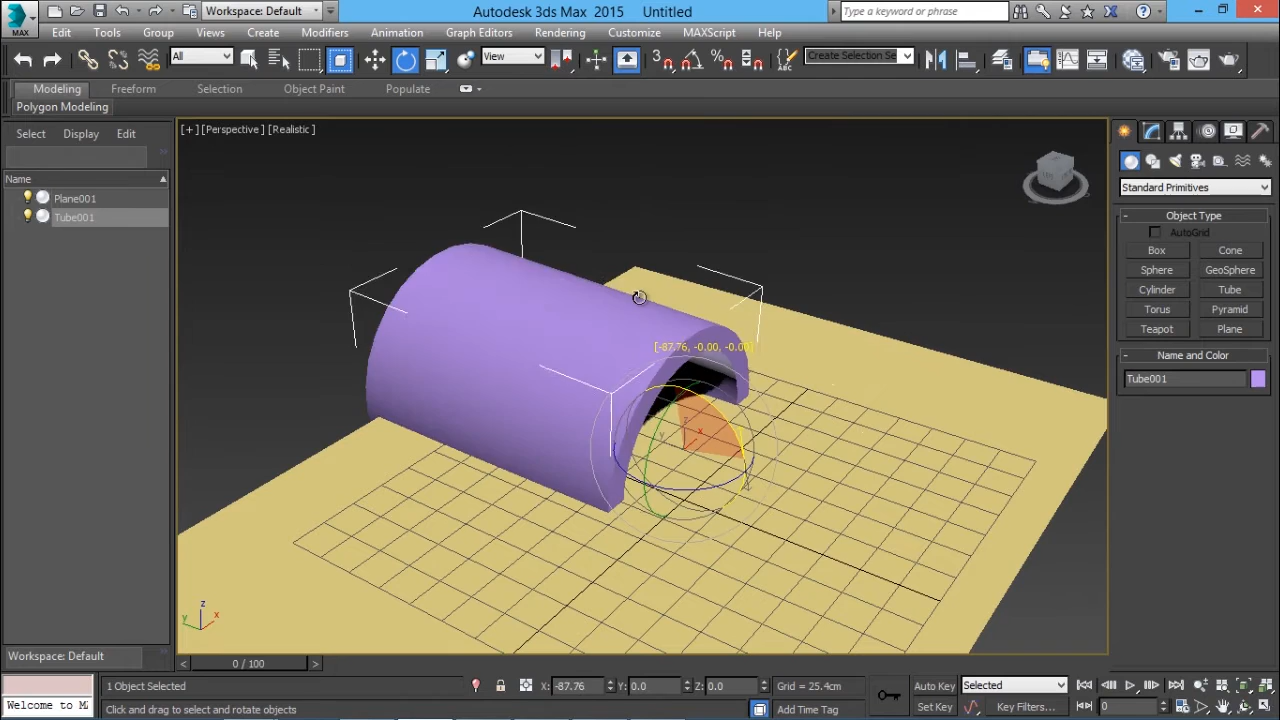 MAX
Workspace: Default
Autodesk 3ds Max 2015 Untitled
Type a keyword or phrase
Edit Tools Group Views Create Modifiers Animation Graph Editors Rendering Customize MAXScript Help
All
View
Create Selection Se
Modeling Freeform Selection Object Paint Populate
Polygon Modeling
Select Display Edit
Name
Plane001
Tube001
[+] [Perspective] [Realistic]
[-87.76, -0.00, -0.00]
Standard Primitives
- Object Type
AutoGrid
Box Cone
Sphere GeoSphere
Cylinder Tube
Torus Pyramid
Teapot Plane
- Name and Color
Tube001
z
x
y
z
y
x
Workspace: Default
< 0 / 100 >
1 Object Selected
X: -87.76 Y: 0.0 Z: 0.0
Grid = 25.4cm
Auto Key Selected
Welcome to MA
Click and drag to select and rotate objects
Add Time Tag
Set Key Key Filters... 0